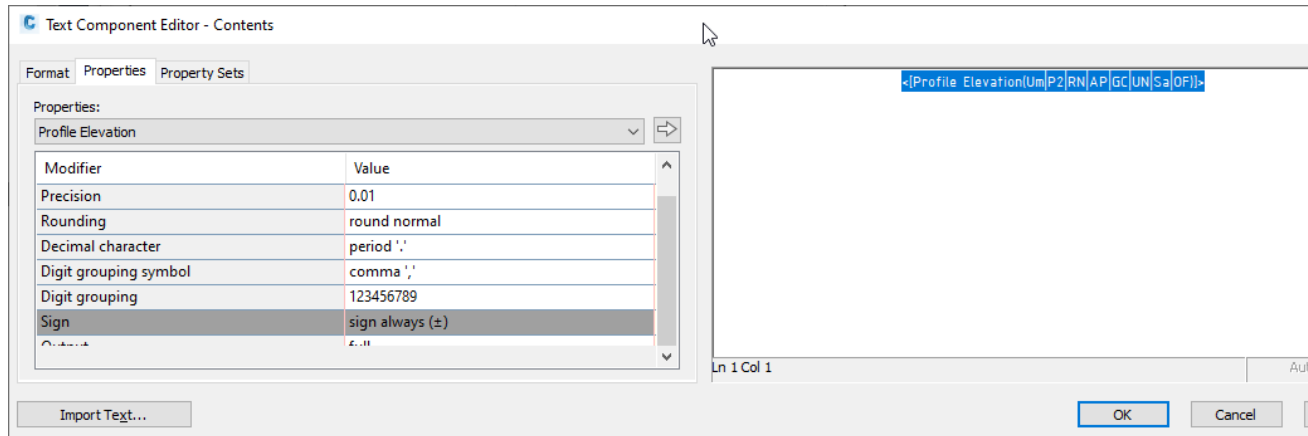 Text Component Editor - Contents
Format Properties Property Sets
<[Profile Elevation(Um|P2|RN|AP|GC|UN|Sa|OF)]>
Properties:
Profile Elevation
Modifier Value
Precision 0.01
Rounding round normal
Decimal character period '.'
Digit grouping symbol comma ','
Digit grouping 123456789
Sign sign always (±)
Output full
Ln 1 Col 1
Import Text...
OK Cancel